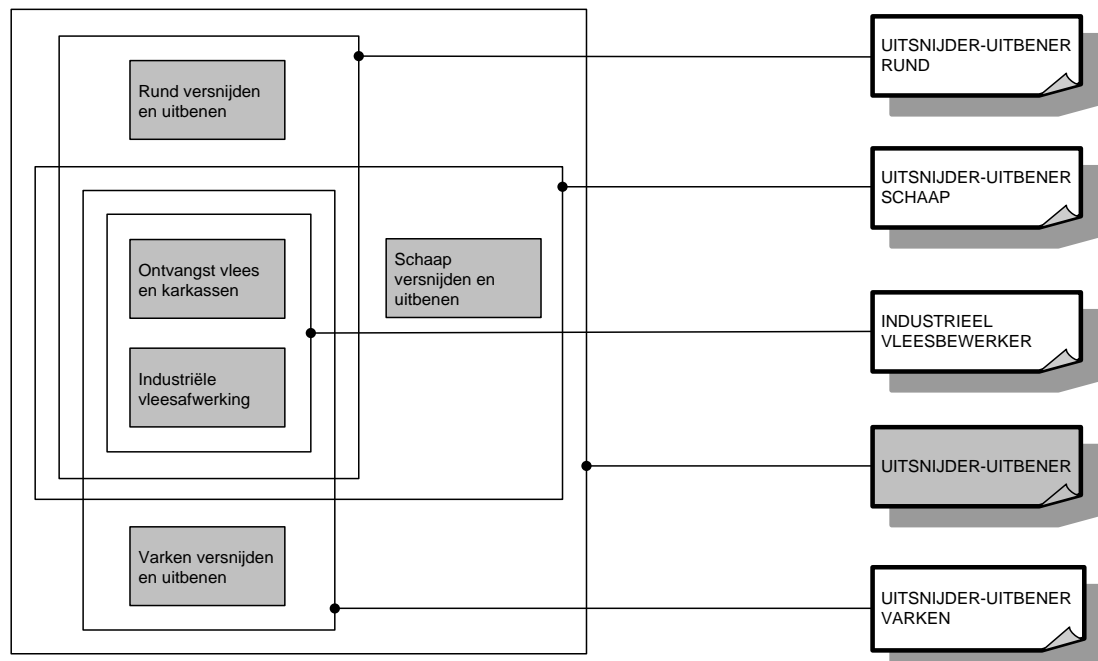 Rund versnijden
en uitbenen
Ontvangst vlees
en karkassen
Industriële
vleesafwerking
Schaap
versnijden en
uitbenen
Varken versnijden
en uitbenen
UITSNIJDER-UITBENER
RUND
UITSNIJDER-UITBENER
SCHAAP
INDUSTRIEEL
VLEESBEWERKER
UITSNIJDER-UITBENER
UITSNIJDER-UITBENER
VARKEN